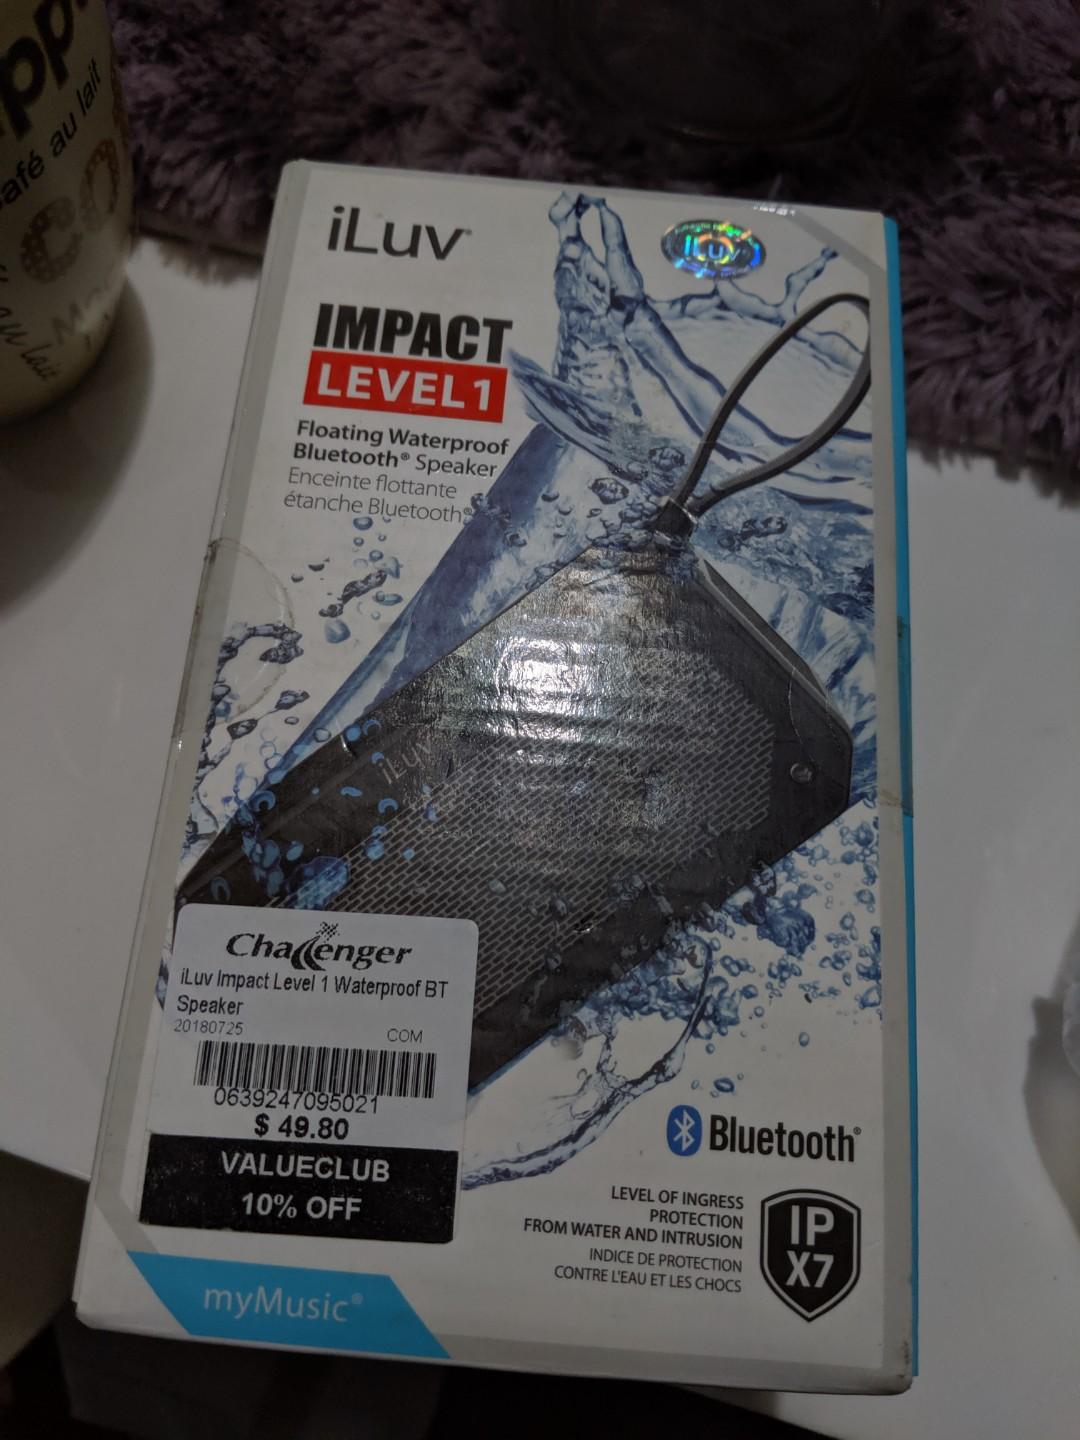 café au lait
iLuv
iLuv
IMPACT
LEVEL1
Floating Waterproof
Bluetooth® Speaker
Enceinte flottante
étanche Bluetooth®
iLuv
Challenger
iLuv Impact Level 1 Waterproof BT
Speaker
20180725 COM
0639247095021
$ 49.80
VALUECLUB
10% OFF
Bluetooth®
LEVEL OF INGRESS
PROTECTION
FROM WATER AND INTRUSION
INDICE DE PROTECTION
CONTRE L'EAU ET LES CHOCS
IP
X7
myMusic®